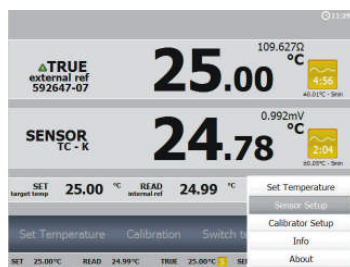 11:29
109.627Ω
TRUE
external ref
592647-07
25.00 °C
4:56
±0.01°C - 5min
0.992mV
SENSOR
TC - K
24.78 °C
2:04
±0.05°C - 5min
SET
target temp
25.00 °C
READ
internal ref
24.99 °C
Set Temperature
Sensor Setup
Calibrator Setup
Info
About
Set Temperature Calibration Switch t
SET 25.00°C READ 24.99°C TRUE 25.00°C S SE